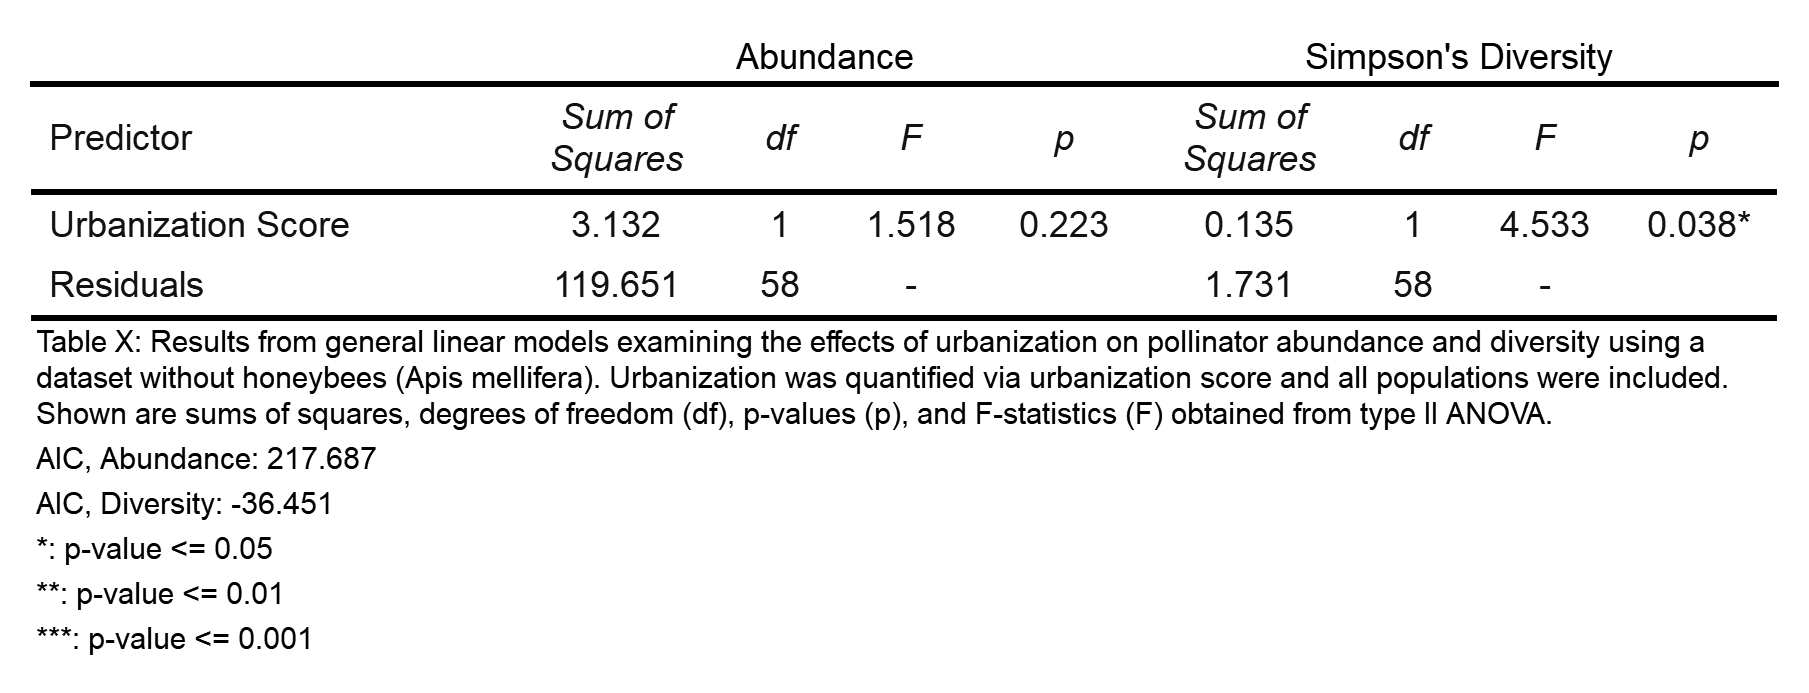 Abundance Simpson's Diversity
Predictor Sum of Squares df F p Sum of Squares df F p
Urbanization Score 3.132 1 1.518 0.223 0.135 1 4.533 0.038*
Residuals 119.651 58 - 1.731 58 -
Table X: Results from general linear models examining the effects of urbanization on pollinator abundance and diversity using a
dataset without honeybees (Apis mellifera). Urbanization was quantified via urbanization score and all populations were included.
Shown are sums of squares, degrees of freedom (df), p-values (p), and F-statistics (F) obtained from type II ANOVA.
AIC, Abundance: 217.687
AIC, Diversity: -36.451
*: p-value <= 0.05
**: p-value <= 0.01
***: p-value <= 0.001